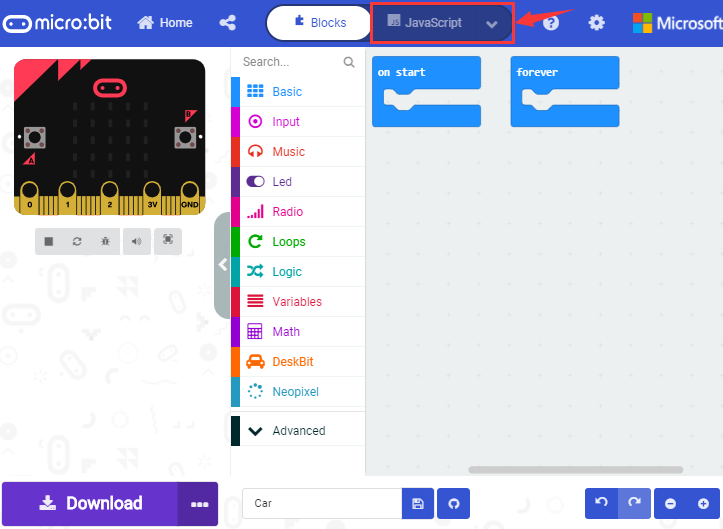 micro:bit
Home
Blocks
JS
JavaScript
?
Microsoft
Search...
Basic
Input
Music
Led
Radio
Loops
Logic
Variables
Math
DeskBit
Neopixel
Advanced
on start
forever
B
A
0 1 2 3V GND
Download
Car